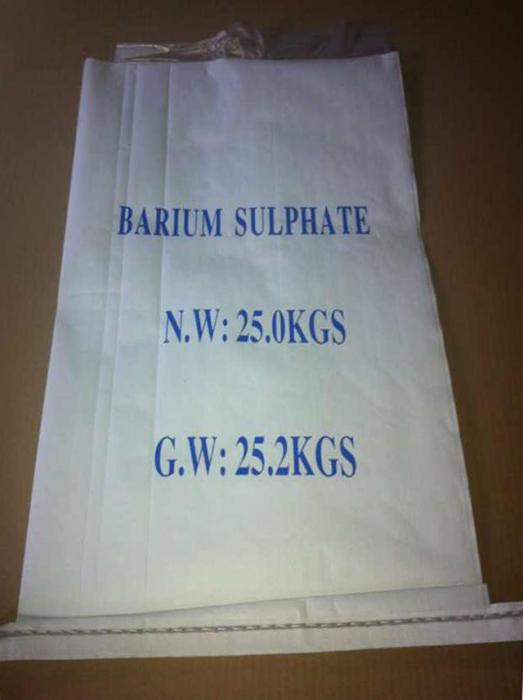 BARIUM SULPHATE
N.W: 25.0KGS
G.W: 25.2KGS